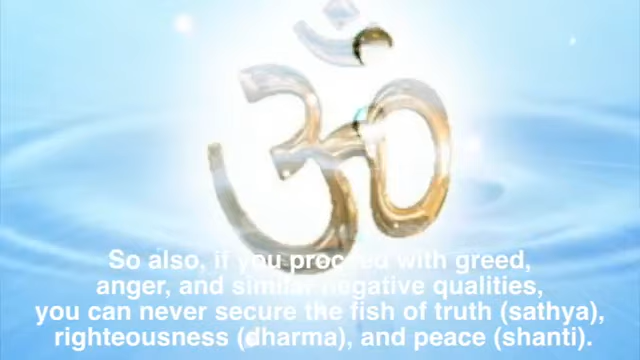 So also, if you proceed with greed,
anger, and similar negative qualities,
you can never secure the fish of truth (sathya),
righteousness (dharma), and peace (shanti).